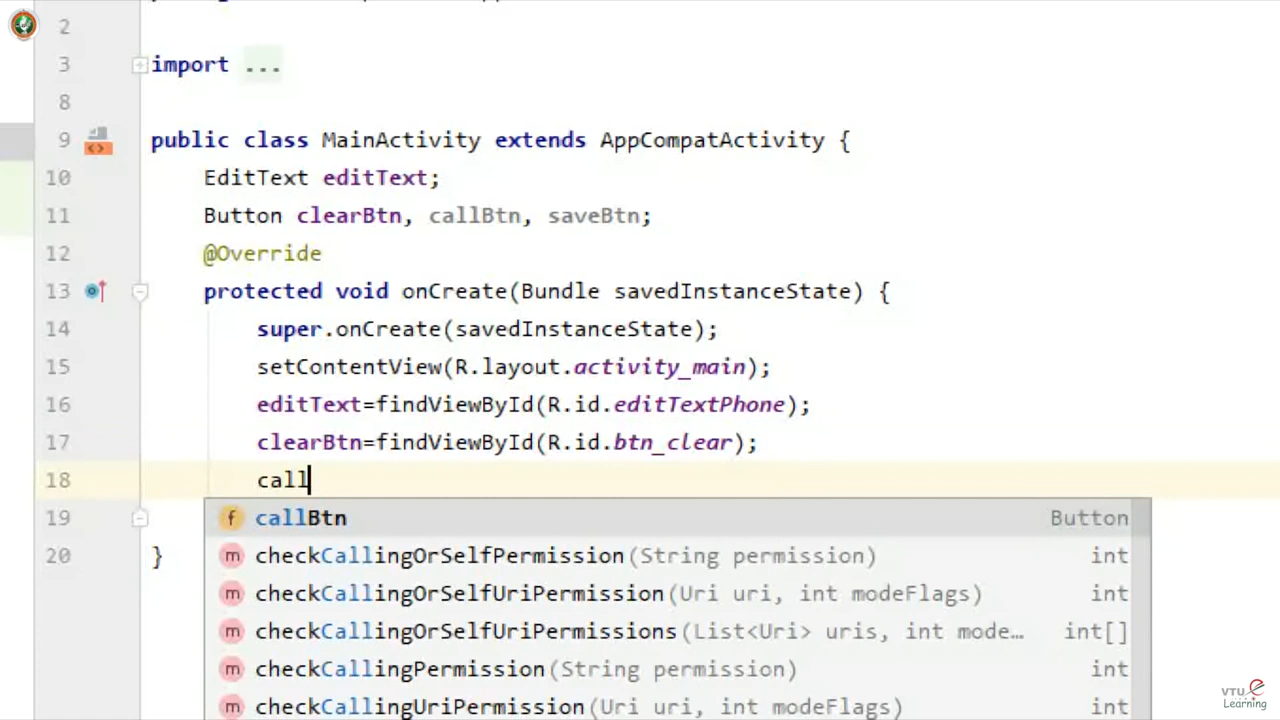 2
3 import ...
8
9 public class MainActivity extends AppCompatActivity {
10 EditText editText;
11 Button clearBtn, callBtn, saveBtn;
12 @Override
13 protected void onCreate(Bundle savedInstanceState) {
14 super.onCreate(savedInstanceState);
15 setContentView(R.layout.activity_main);
16 editText=findViewById(R.id.editTextPhone);
17 clearBtn=findViewById(R.id.btn_clear);
18 call
19 f callBtn Button
20 } m checkCallingOrSelfPermission(String permission) int
m checkCallingOrSelfUriPermission(Uri uri, int modeFlags) int
m checkCallingOrSelfUriPermissions(List<Uri> uris, int mode… int[]
m checkCallingPermission(String permission) int
m checkCallingUriPermission(Uri uri, int modeFlags) int
VTU e
Learning